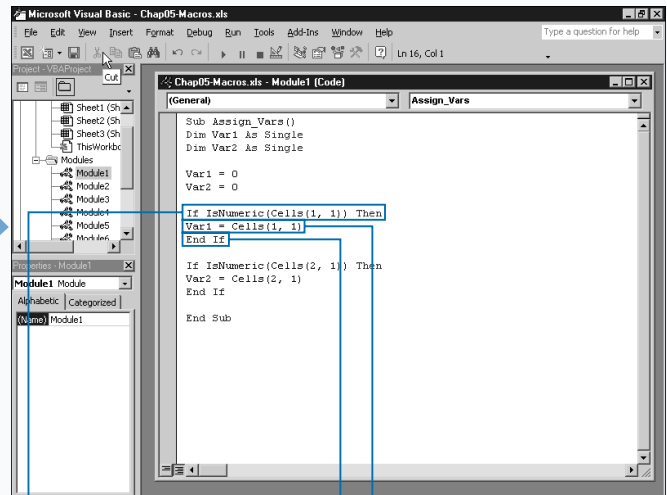 Microsoft Visual Basic - Chap05-Macros.xls
File Edit View Insert Format Debug Run Tools Add-Ins Window Help
Type a question for help
Ln 16, Col 1
Project - VBAProject
Cut
Sheet1 (Sh
Sheet2 (Sh
Sheet3 (Sh
ThisWorkbo
Modules
Module1
Module2
Module3
Module4
Module5
Module6
Properties - Module1
Module1 Module
Alphabetic Categorized
(Name) Module1
Chap05-Macros.xls - Module1 (Code)
(General) Assign_Vars
Sub Assign_Vars()
Dim Var1 As Single
Dim Var2 As Single
Var1 = 0
Var2 = 0
If IsNumeric(Cells(1, 1)) Then
Var1 = Cells(1, 1)
End If
If IsNumeric(Cells(2, 1)) Then
Var2 = Cells(2, 1)
End If
End Sub